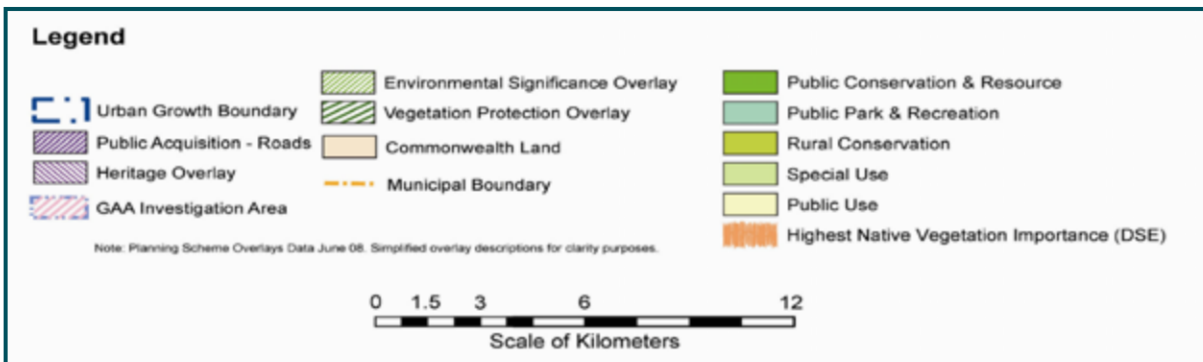 Legend
Urban Growth Boundary
Public Acquisition - Roads
Heritage Overlay
GAA Investigation Area
Environmental Significance Overlay
Vegetation Protection Overlay
Commonwealth Land
Municipal Boundary
Public Conservation & Resource
Public Park & Recreation
Rural Conservation
Special Use
Public Use
Highest Native Vegetation Importance (DSE)
Note: Planning Scheme Overlays Data June 08. Simplified overlay descriptions for clarity purposes.
0 1.5 3 6 12
Scale of Kilometers